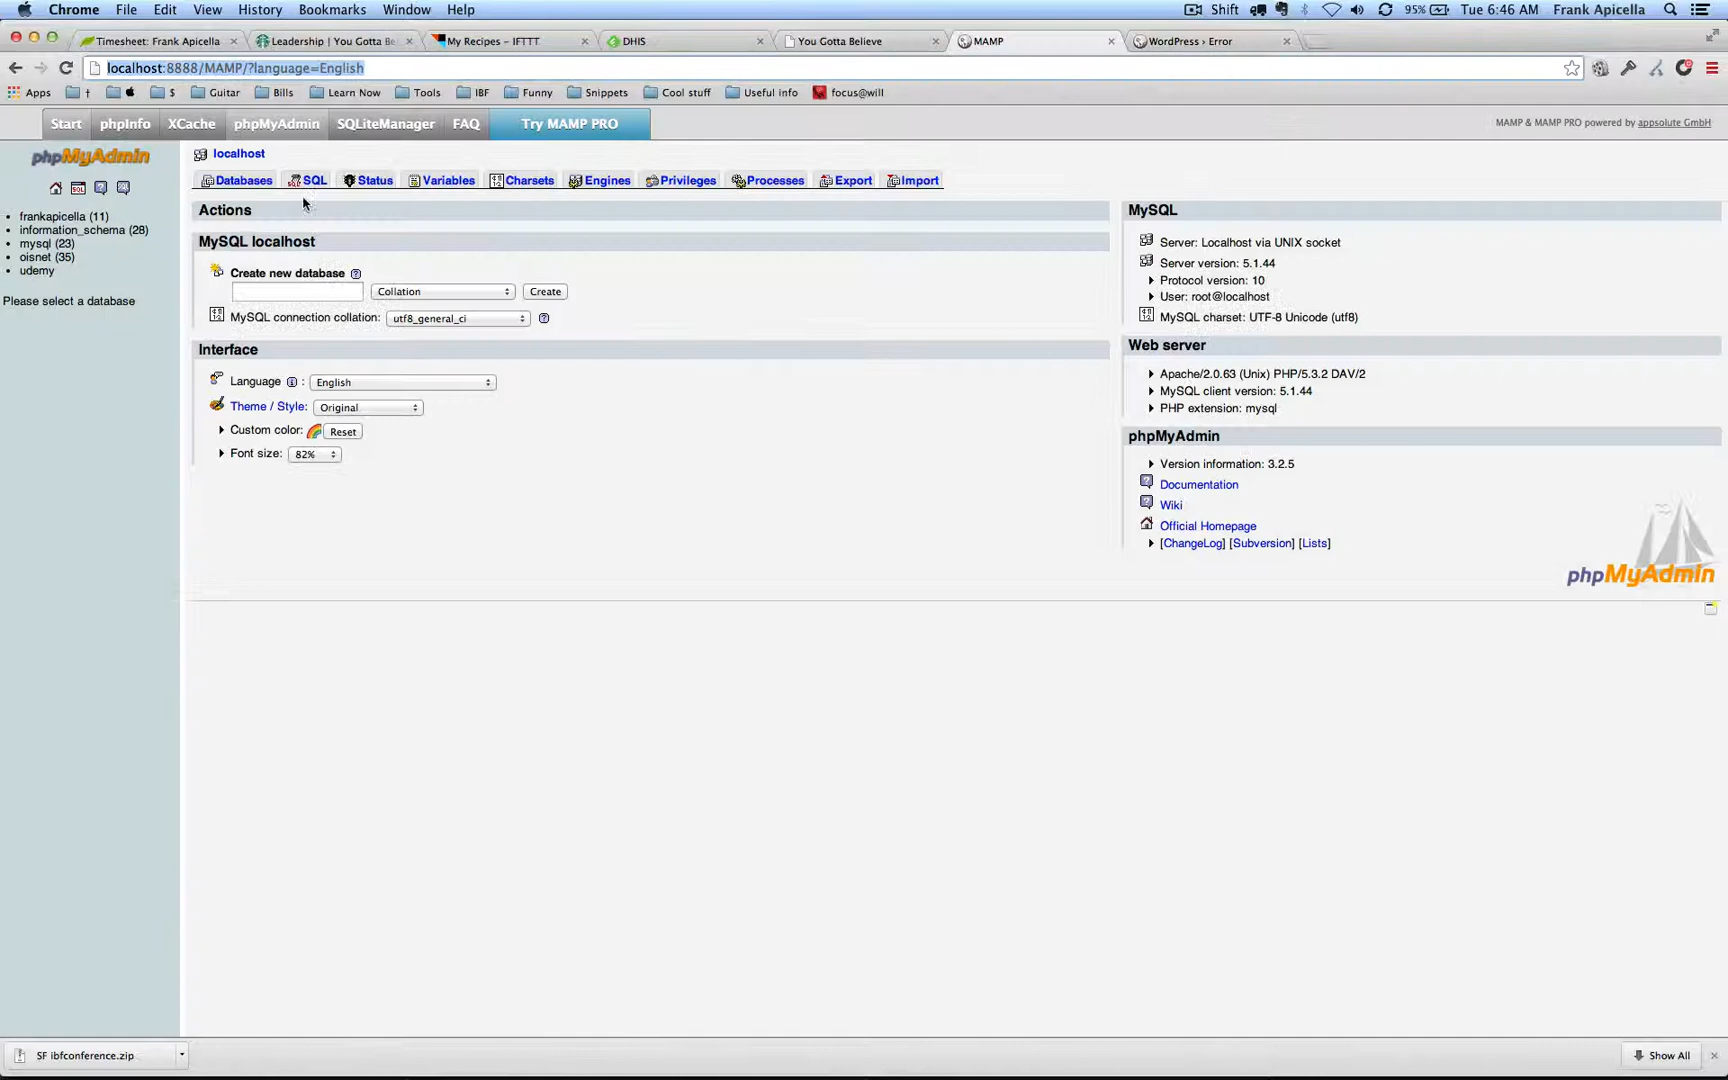 Chrome File Edit View History Bookmarks Window Help Shift 95% Tue 6:46 AM Frank Apicella
Timesheet: Frank Apicella Leadership | You Gotta Be My Recipes – IFTTT DHIS You Gotta Believe MAMP WordPress › Error
localhost:8888/MAMP/?language=English
Apps † $ Guitar Bills Learn Now Tools IBF Funny Snippets Cool stuff Useful info focus@will
Start phpInfo XCache phpMyAdmin SQLiteManager FAQ Try MAMP PRO MAMP & MAMP PRO powered by appsolute GmbH
phpMyAdmin
frankapicella (11)
information_schema (28)
mysql (23)
oisnet (35)
udemy
Please select a database
localhost
Databases SQL Status Variables Charsets Engines Privileges Processes Export Import
Actions
MySQL localhost
Create new database
Collation Create
MySQL connection collation: utf8_general_ci
Interface
Language : English
Theme / Style: Original
Custom color: Reset
Font size: 82%
MySQL
Server: Localhost via UNIX socket
Server version: 5.1.44
Protocol version: 10
User: root@localhost
MySQL charset: UTF-8 Unicode (utf8)
Web server
Apache/2.0.63 (Unix) PHP/5.3.2 DAV/2
MySQL client version: 5.1.44
PHP extension: mysql
phpMyAdmin
Version information: 3.2.5
Documentation
Wiki
Official Homepage
[ChangeLog] [Subversion] [Lists]
phpMyAdmin
SF ibfconference.zip Show All